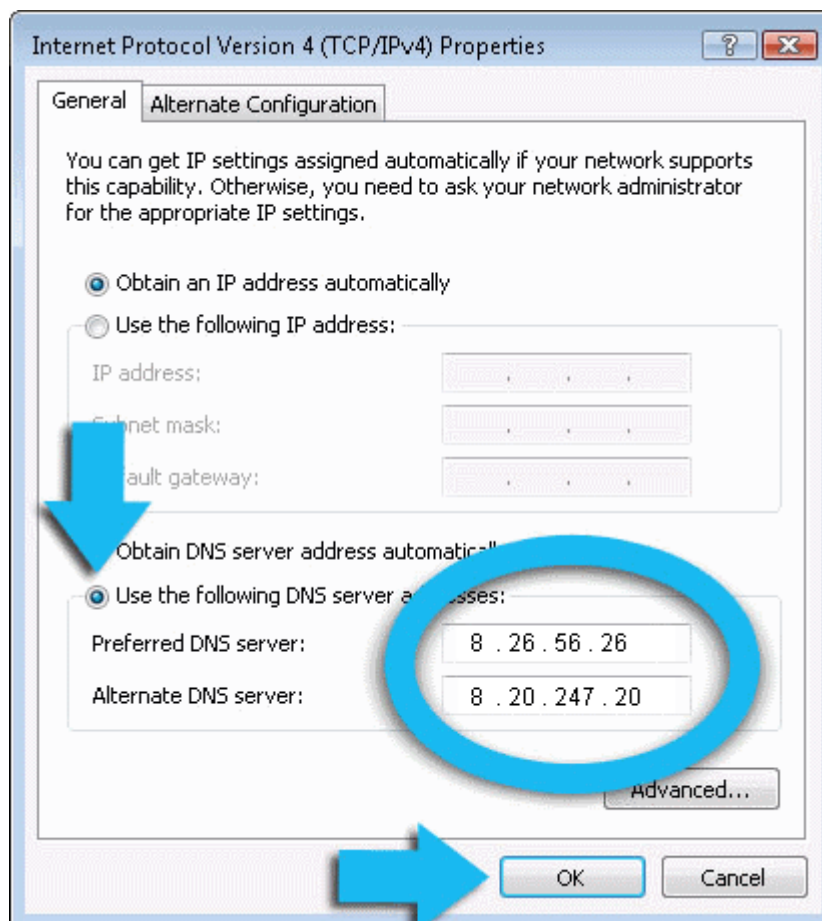 Internet Protocol Version 4 (TCP/IPv4) Properties
General
Alternate Configuration
You can get IP settings assigned automatically if your network supports
this capability. Otherwise, you need to ask your network administrator
for the appropriate IP settings.
Obtain an IP address automatically
Use the following IP address:
IP address:
mask:
gateway:
Obtain DNS server address
Use the following DNS server
Preferred DNS server: 8 . 26 . 56 . 26
Alternate DNS server: 8 . 20 . 247 . 20
Advanced...
OK
Cancel